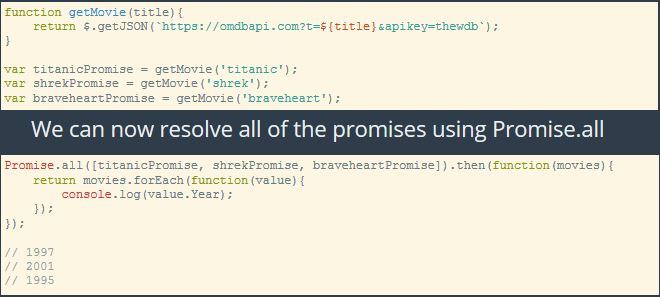 function getMovie(title){
    return $.getJSON(`https://omdbapi.com?t=${title}&apikey=thewdb`);
}
var titanicPromise = getMovie('titanic');
var shrekPromise = getMovie('shrek');
var braveheartPromise = getMovie('braveheart');
We can now resolve all of the promises using Promise.all
Promise.all([titanicPromise, shrekPromise, braveheartPromise]).then(function(movies){
    return movies.forEach(function(value){
        console.log(value.Year);
    });
});
// 1997
// 2001
// 1995